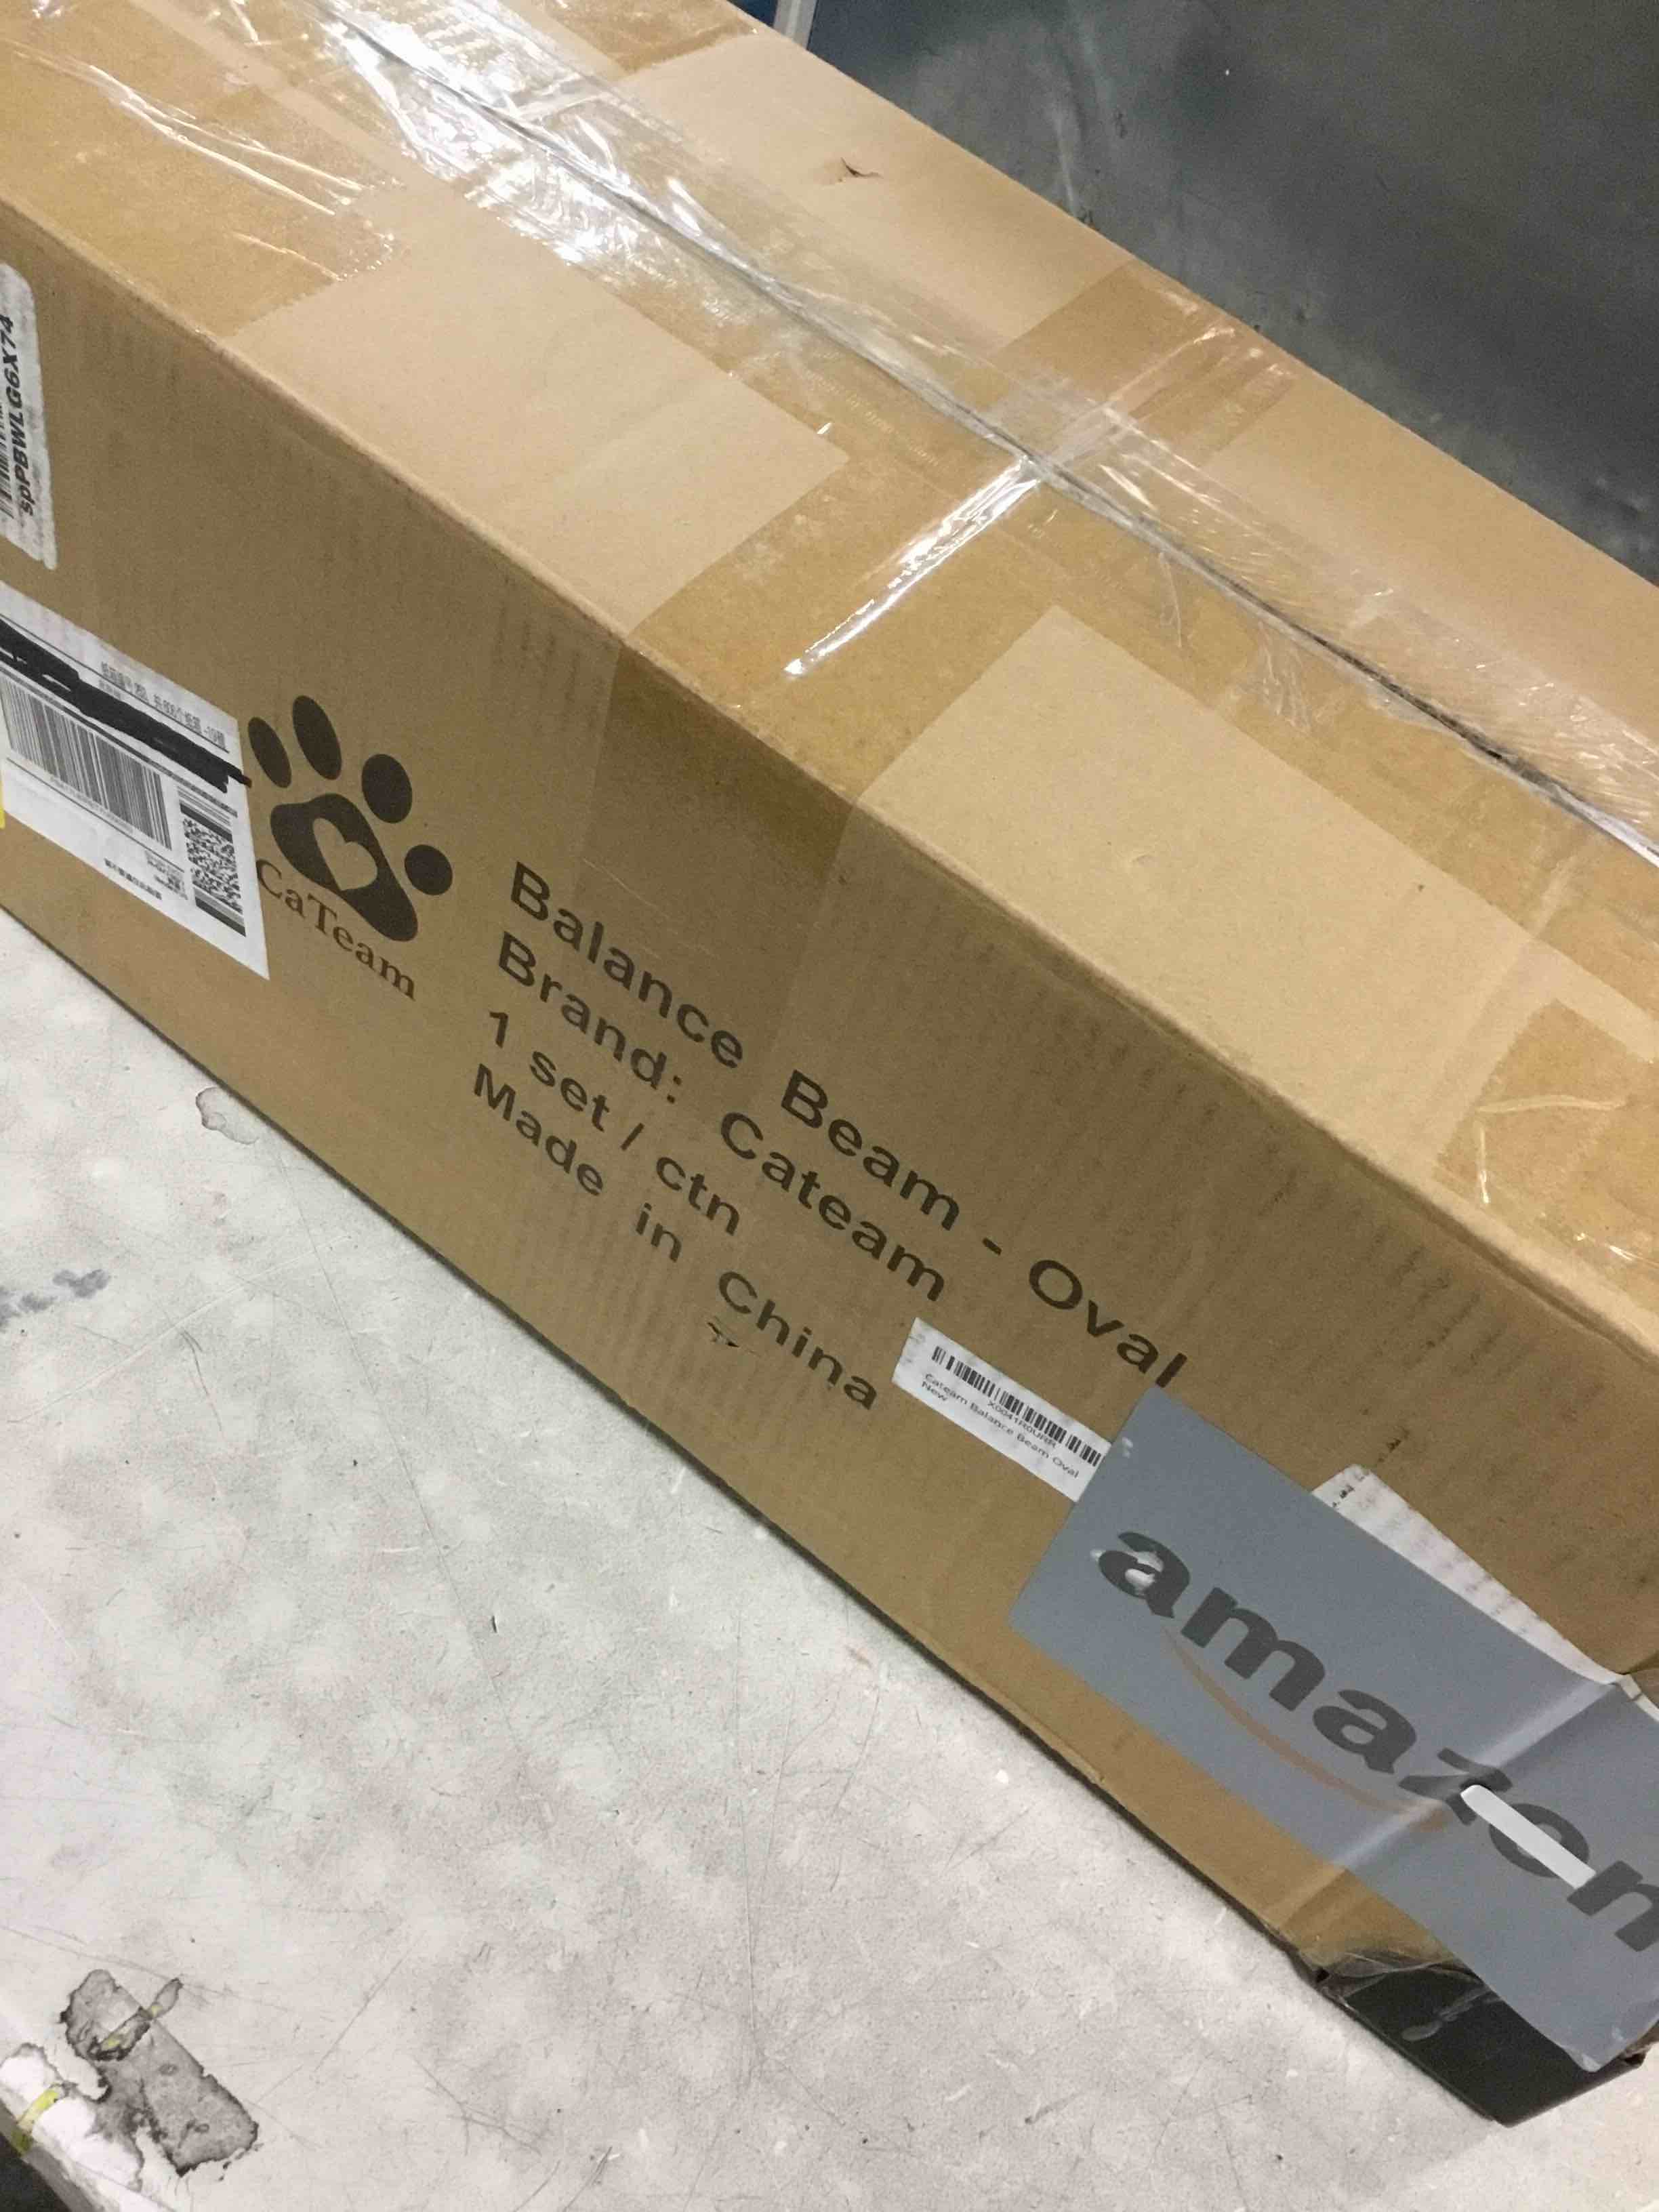 spPBWLG6X74
CaTeam
Balance Beam - Oval
Brand: Cateam
1 set / ctn
Made in China
Cateam Balance Beam Oval
New
amazon